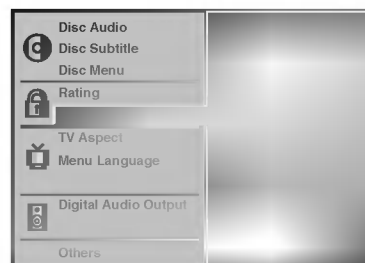 Disc Audio
Disc Subtitle
Disc Menu
Rating
TV Aspect
Menu Language
Digital Audio Output
Others